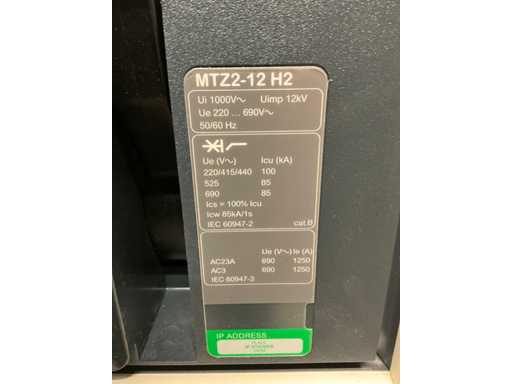 MTZ2-12 H2
Ui 1000V~ Uimp 12kV
Ue 220 ... 690V~
50/60 Hz
Ue (V~) Icu (kA)
220/415/440 100
525 85
690 85
Ics = 100% Icu
Icw 85kA/1s
IEC 60947-2 cat.B
Ue (V~) Ie (A)
AC23A 690 1250
AC3 690 1250
IEC 60947-3
IP ADDRESS